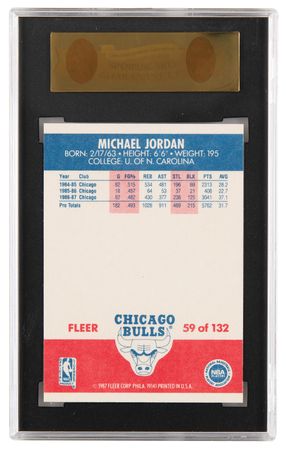 MICHAEL JORDAN
BORN: 2/17/63 • HEIGHT: 6'6" • WEIGHT: 195
COLLEGE: U. OF N. CAROLINA
Year Club G FG% REB AST STL BLK PTS AVG
1984-85 Chicago 82 .515 534 481 196 69 2313 28.2
1985-86 Chicago 18 .457 64 53 37 21 408 22.7
1986-87 Chicago 82 .482 430 377 236 125 3041 37.1
Pro Totals 182 .493 1028 911 469 215 5762 31.7
FLEER
CHICAGO
BULLS
59 of 132
NBA
NBA
PLAYERS
© 1987 FLEER CORP. PHILA. 19141 PRINTED IN U.S.A.